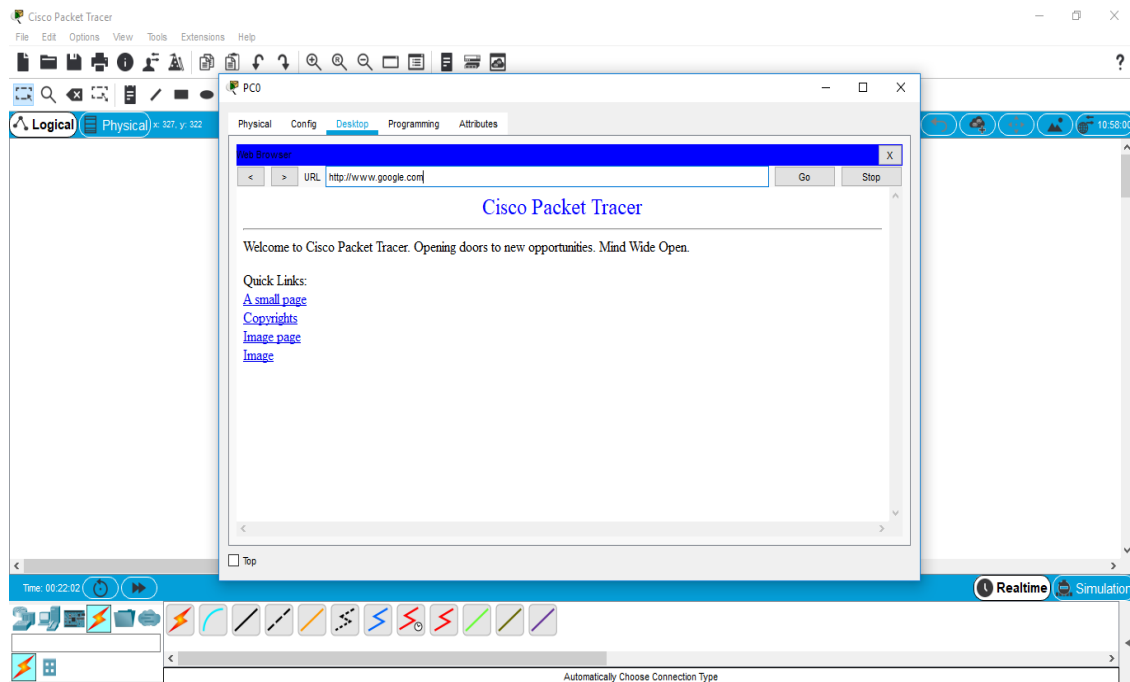 Cisco Packet Tracer
File Edit Options View Tools Extensions Help
?
PC0
Logical Physical x: 327, y: 322
10:58:00
Physical Config Desktop Programming Attributes
Web Browser
X
< > URL http://www.google.com Go Stop
Cisco Packet Tracer
Welcome to Cisco Packet Tracer. Opening doors to new opportunities. Mind Wide Open.
Quick Links:
A small page
Copyrights
Image page
Image
Top
Time: 00:22:02
Realtime Simulation
Automatically Choose Connection Type